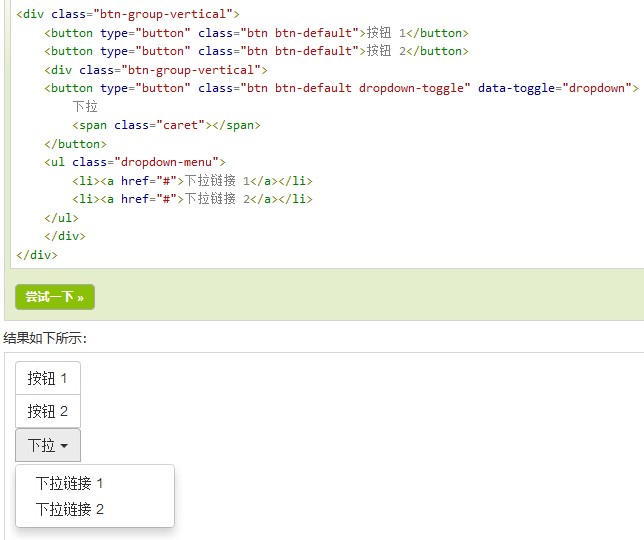 <div class="btn-group-vertical">
<button type="button" class="btn btn-default">按钮 1</button>
<button type="button" class="btn btn-default">按钮 2</button>
<div class="btn-group-vertical">
<button type="button" class="btn btn-default dropdown-toggle" data-toggle="dropdown">
下拉
<span class="caret"></span>
</button>
<ul class="dropdown-menu">
<li><a href="#">下拉链接 1</a></li>
<li><a href="#">下拉链接 2</a></li>
</ul>
</div>
</div>
尝试一下 »
结果如下所示:
按钮 1
按钮 2
下拉
下拉链接 1
下拉链接 2